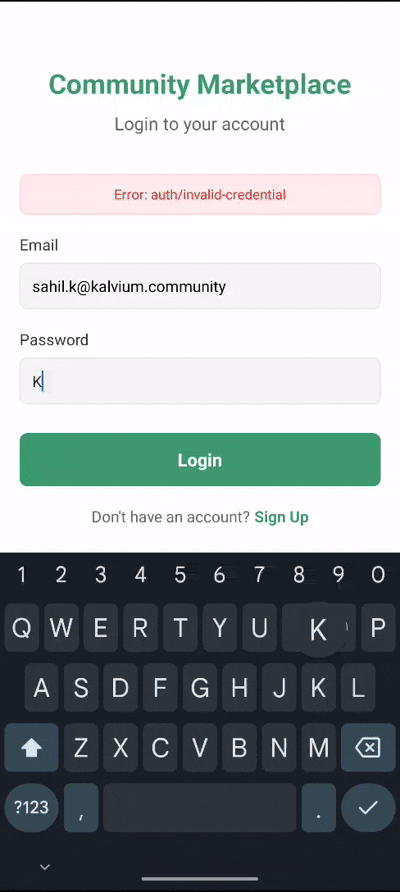 Community Marketplace
Login to your account
Error: auth/invalid-credential
Email
sahil.k@kalvium.community
Password
K
Login
Don't have an account? Sign Up
1 2 3 4 5 6 7 8 9 0
Q W E R T Y U K P
A S D F G H J K L
Z X C V B N M
?123 , .